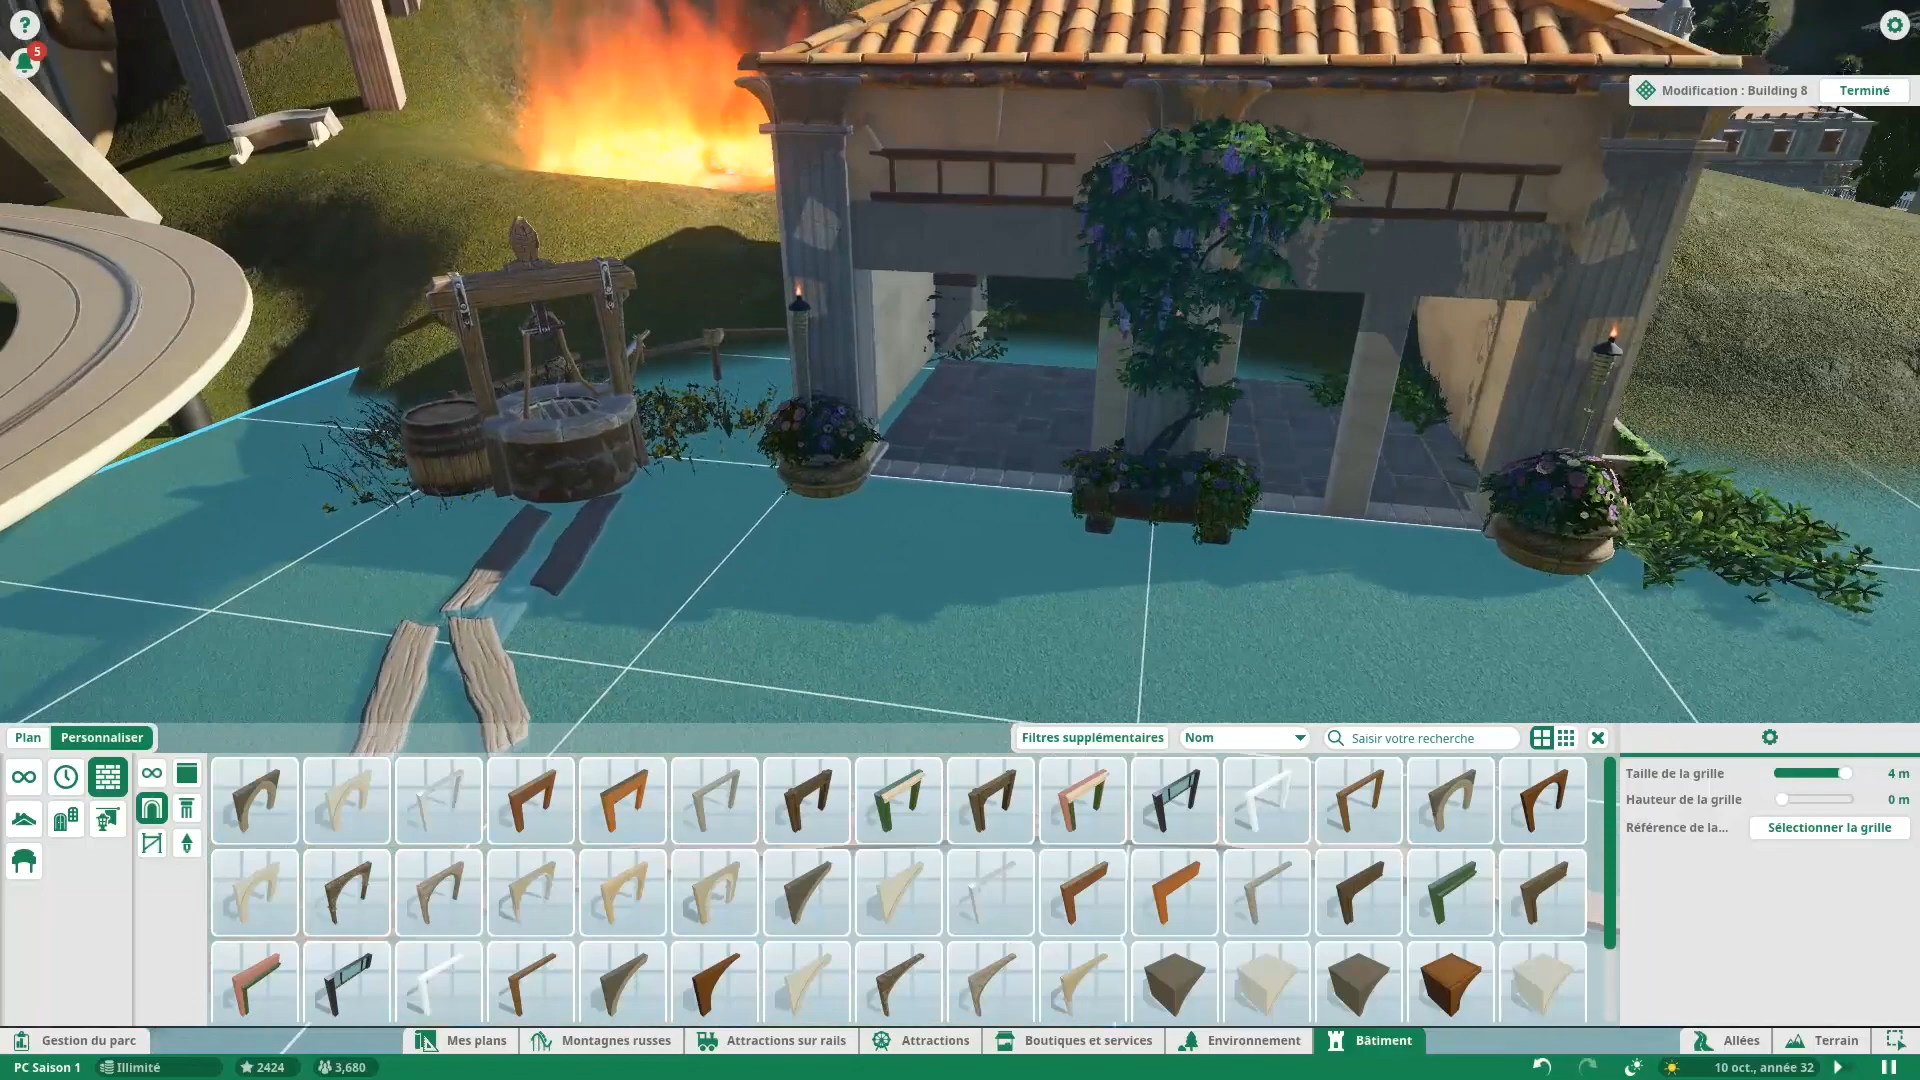 ?
5
Modification : Building 8
Terminé
Plan
Personnaliser
Filtres supplémentaires
Nom
Saisir votre recherche
Taille de la grille
4 m
Hauteur de la grille
0 m
Référence de la...
Sélectionner la grille
Gestion du parc
Mes plans
Montagnes russes
Attractions sur rails
Attractions
Boutiques et services
Environnement
Bâtiment
Allées
Terrain
PC Saison 1
Illimité
2424
3,680
10 oct., année 32